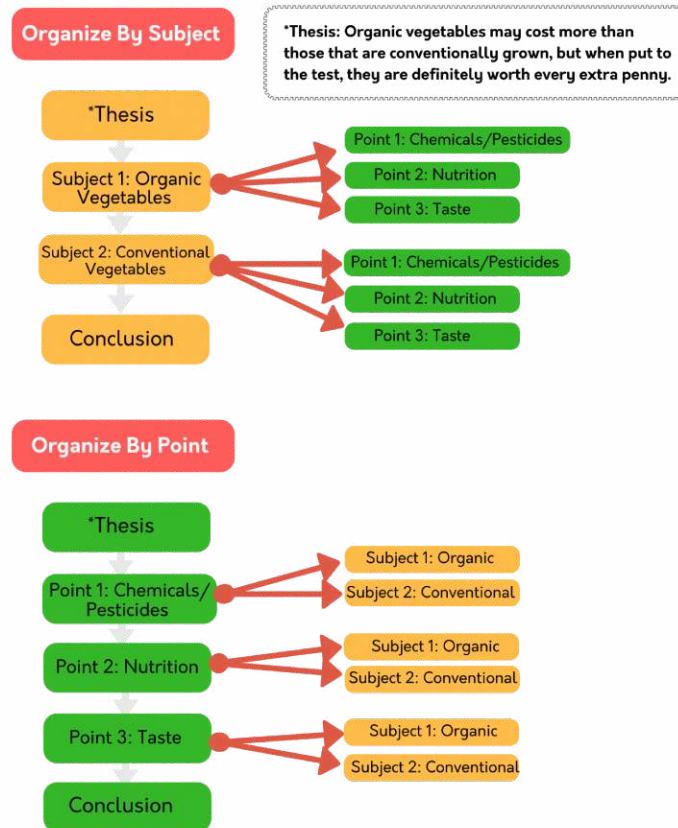 Organize By Subject
*Thesis: Organic vegetables may cost more than
those that are conventionally grown, but when put to
the test, they are definitely worth every extra penny.
*Thesis
Subject 1: Organic
Vegetables
Point 1: Chemicals/Pesticides
Point 2: Nutrition
Point 3: Taste
Subject 2: Conventional
Vegetables
Point 1: Chemicals/Pesticides
Point 2: Nutrition
Point 3: Taste
Conclusion
Organize By Point
*Thesis
Point 1: Chemicals/
Pesticides
Subject 1: Organic
Subject 2: Conventional
Point 2: Nutrition
Subject 1: Organic
Subject 2: Conventional
Point 3: Taste
Subject 1: Organic
Subject 2: Conventional
Conclusion